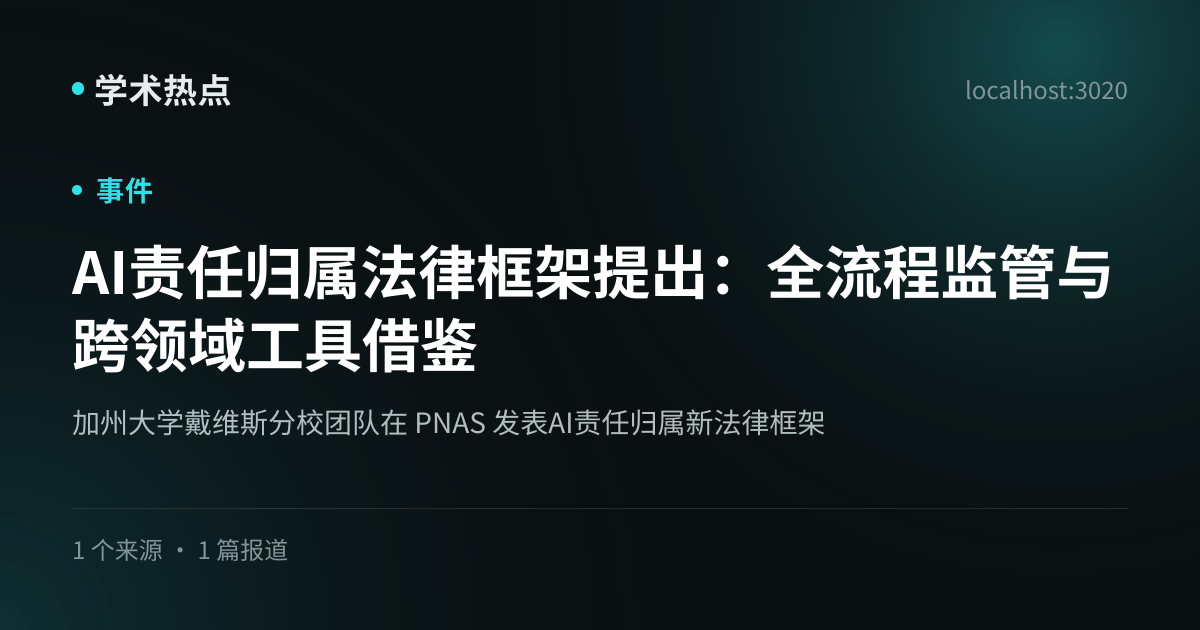 学术热点
localhost:3020
事件
AI责任归属法律框架提出：全流程监管与
跨领域工具借鉴
加州大学戴维斯分校团队在 PNAS 发表AI责任归属新法律框架
1 个来源 · 1 篇报道